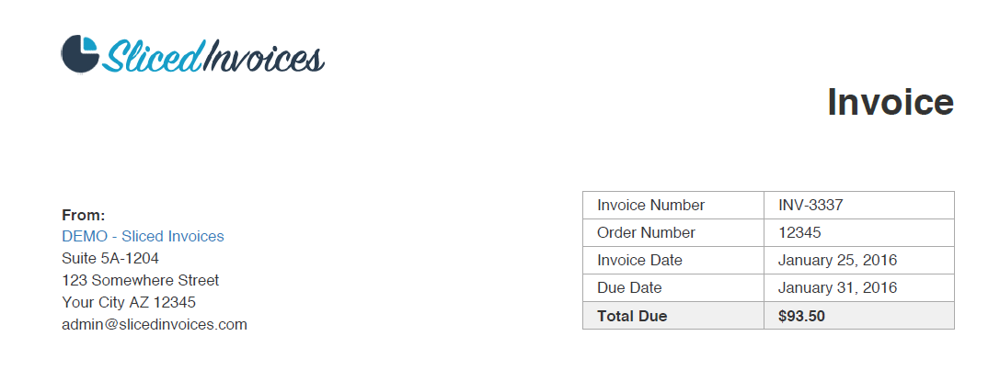 SlicedInvoices
Invoice
From:
DEMO - Sliced Invoices
Suite 5A-1204
123 Somewhere Street
Your City AZ 12345
admin@slicedinvoices.com
Invoice Number INV-3337
Order Number 12345
Invoice Date January 25, 2016
Due Date January 31, 2016
Total Due $93.50